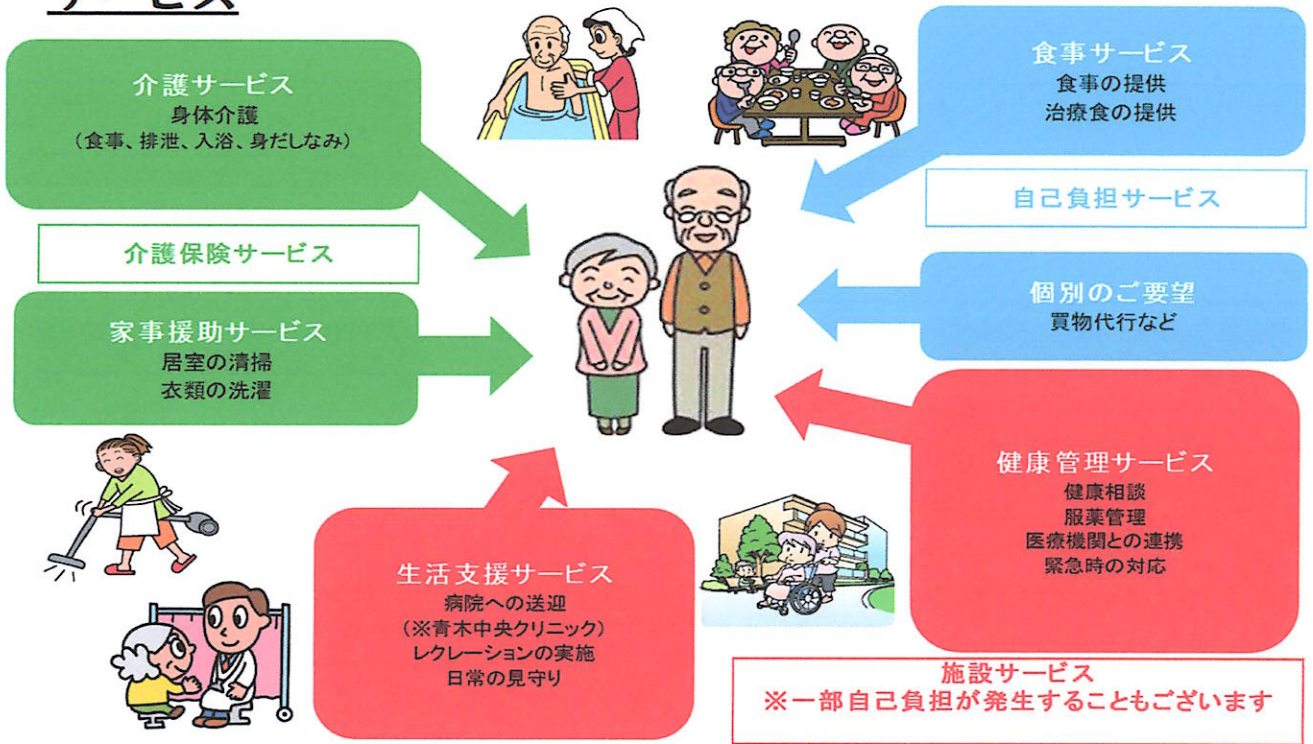 サービス
介護サービス
身体介護
（食事、排泄、入浴、身だしなみ）
介護保険サービス
家事援助サービス
居室の清掃
衣類の洗濯
食事サービス
食事の提供
治療食の提供
自己負担サービス
個別のご要望
買物代行など
健康管理サービス
健康相談
服薬管理
医療機関との連携
緊急時の対応
生活支援サービス
病院への送迎
（※青木中央クリニック）
レクレーションの実施
日常の見守り
施設サービス
※一部自己負担が発生することもございます